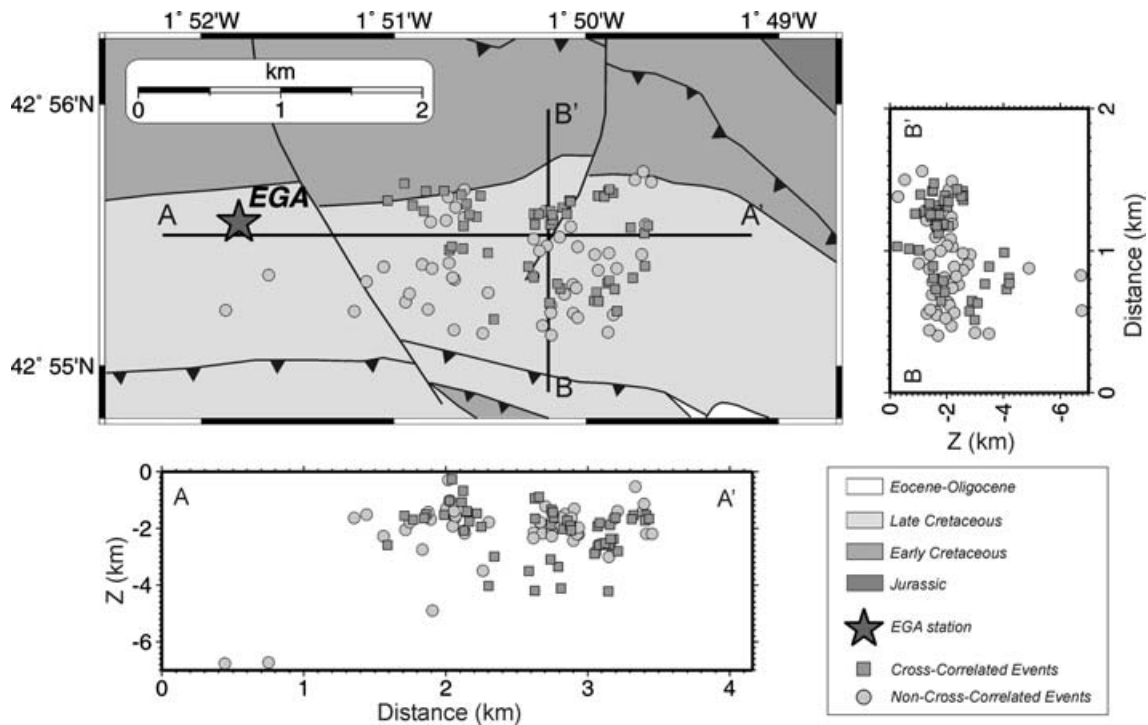 1° 52'W 1° 51'W 1° 50'W 1° 49'W
km
0 1 2
42° 56'N
B'
EGA
A A'
42° 55'N
B
B' B
2
1
0
Distance (km)
0 -2 -4 -6
Z (km)
A A'
0
-2
-4
-6
Z (km)
0 1 2 3 4
Distance (km)
Eocene-Oligocene
Late Cretaceous
Early Cretaceous
Jurassic
EGA station
Cross-Correlated Events
Non-Cross-Correlated Events